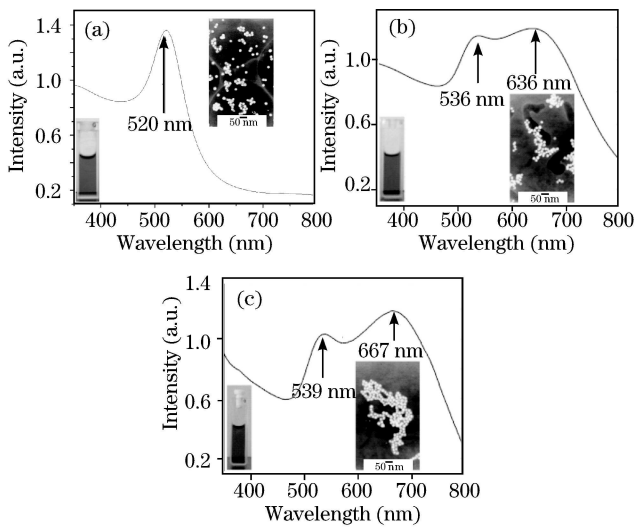 (a)
Intensity (a.u.)
1.4
1.0
0.6
0.2
520 nm
50 nm
400 500 600 700 800
Wavelength (nm)
(b)
Intensity (a.u.)
1.0
0.6
0.2
536 nm
636 nm
50 nm
400 500 600 700 800
Wavelength (nm)
(c)
Intensity (a.u.)
1.4
1.0
0.6
0.2
539 nm
667 nm
50 nm
400 500 600 700 800
Wavelength (nm)